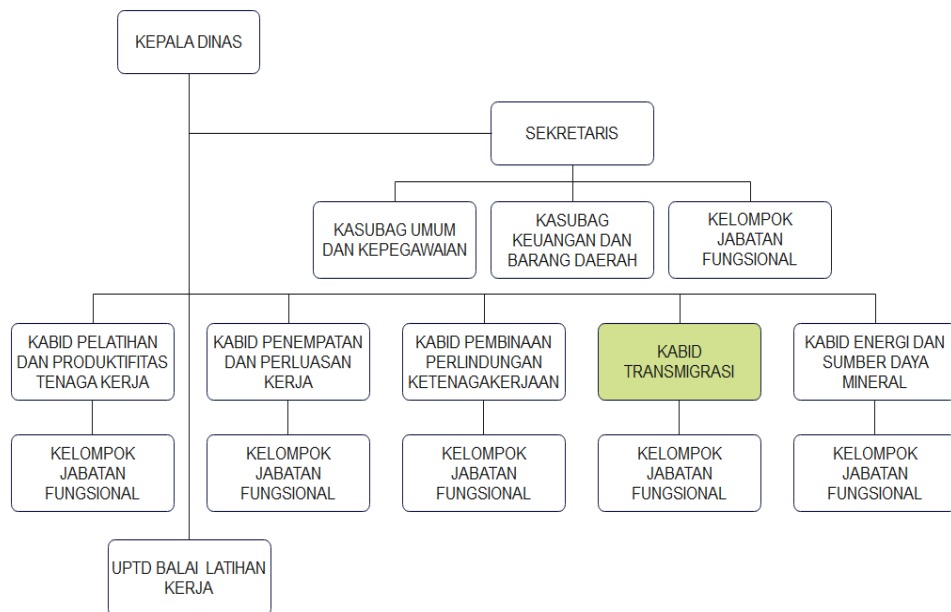 KEPALA DINAS
SEKRETARIS
KASUBAG UMUM
DAN KEPEGAWAIAN
KASUBAG
KEUANGAN DAN
BARANG DAERAH
KELOMPOK
JABATAN
FUNGSIONAL
KABID PELATIHAN
DAN PRODUKTIFITAS
TENAGA KERJA
KABID PENEMPATAN
DAN PERLUASAN
KERJA
KABID PEMBINAAN
PERLINDUNGAN
KETENAGAKERJAAN
KABID
TRANSMIGRASI
KABID ENERGI DAN
SUMBER DAYA
MINERAL
KELOMPOK
JABATAN
FUNGSIONAL
KELOMPOK
JABATAN
FUNGSIONAL
KELOMPOK
JABATAN
FUNGSIONAL
KELOMPOK
JABATAN
FUNGSIONAL
KELOMPOK
JABATAN
FUNGSIONAL
UPTD BALAI LATIHAN
KERJA